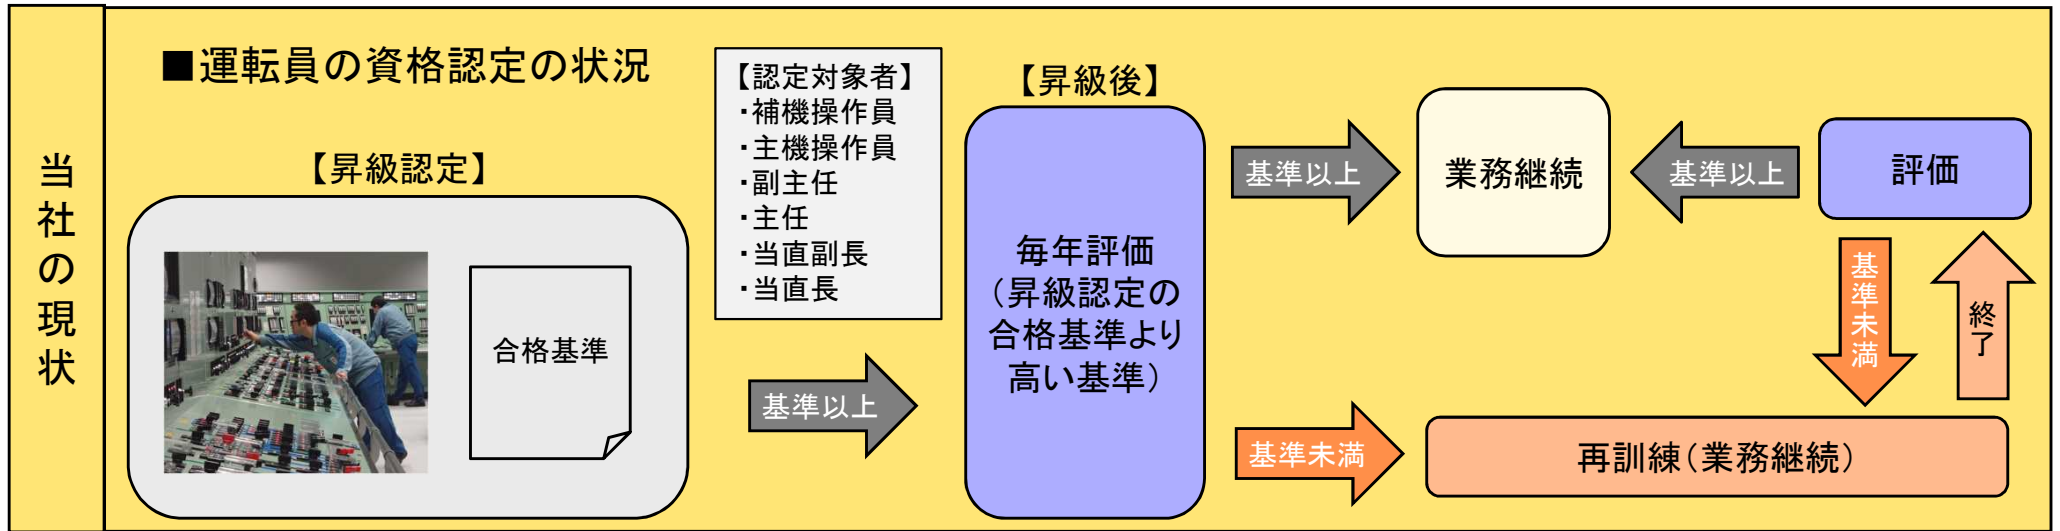 当社の現状
■運転員の資格認定の状況
【昇級認定】
合格基準
【認定対象者】
・補機操作員
・主機操作員
・副主任
・主任
・当直副長
・当直長
基準以上
【昇級後】
毎年評価
（昇級認定の
合格基準より
高い基準）
基準以上
業務継続
基準以上
評価
基準未満
終了
基準未満
再訓練（業務継続）